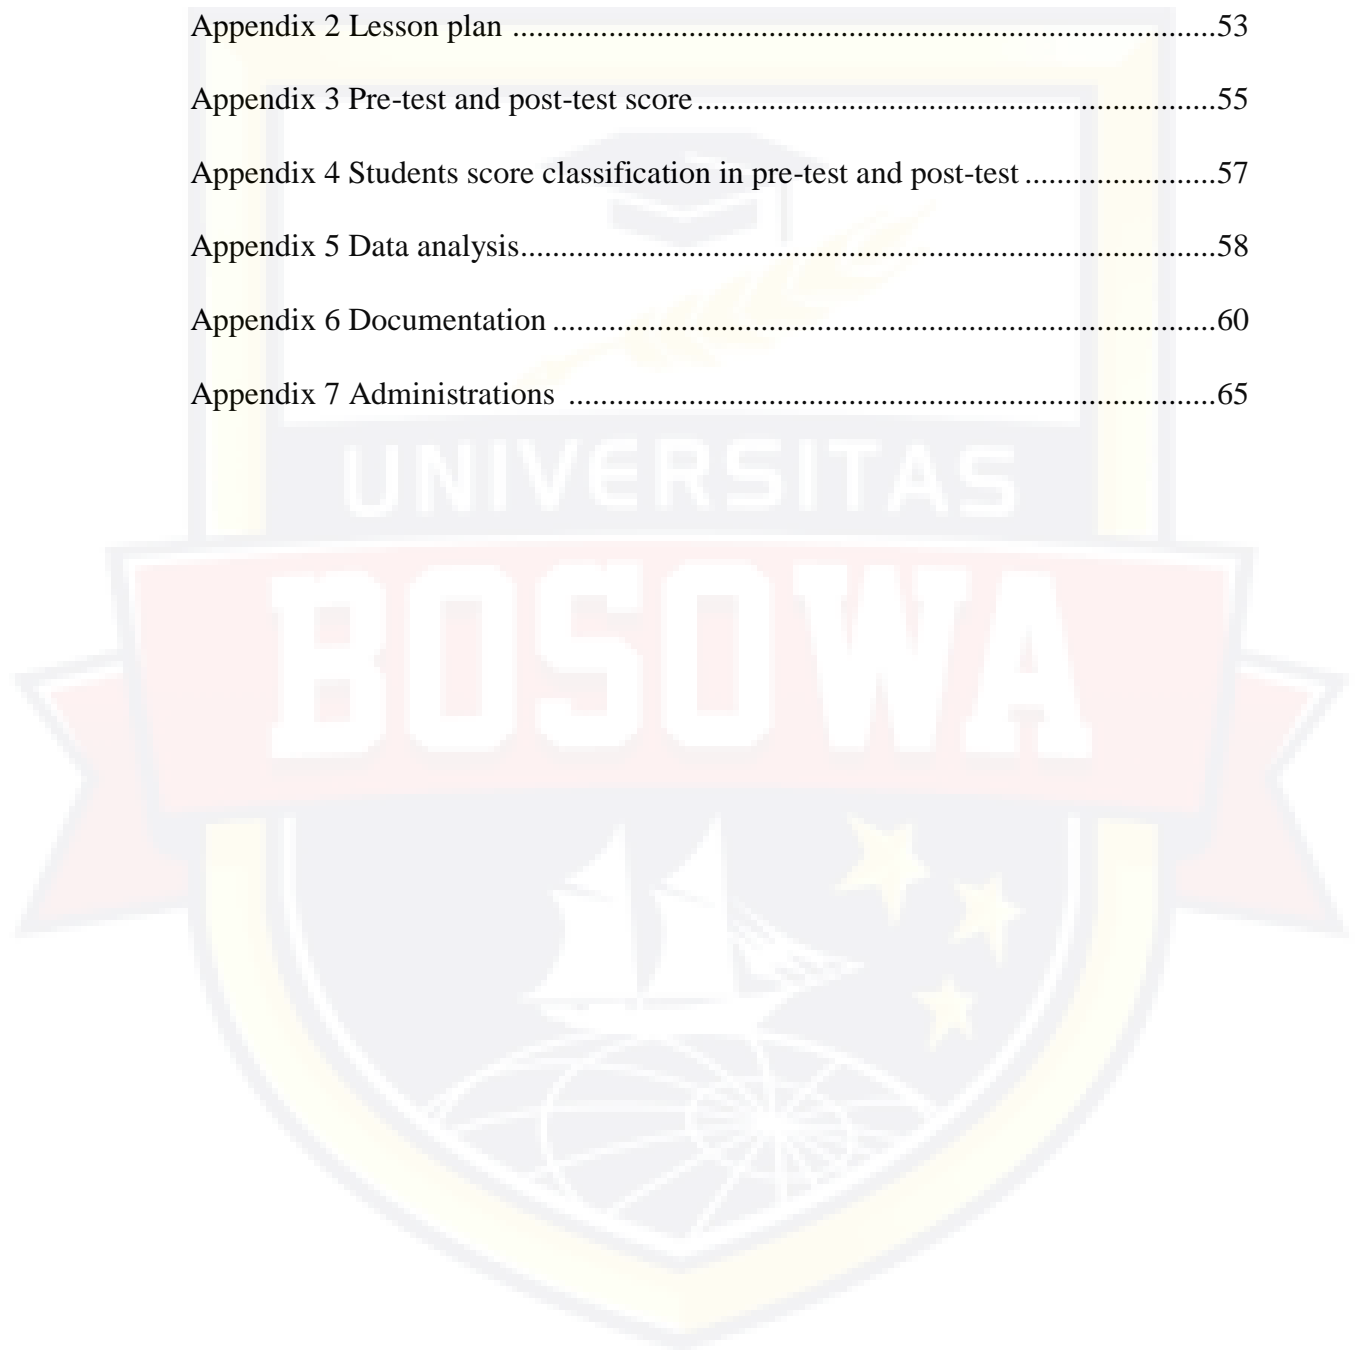 Appendix 2 Lesson plan ........................................................................................53
Appendix 3 Pre-test and post-test score.................................................................55
Appendix 4 Students score classification in pre-test and post-test ........................57
Appendix 5 Data analysis.......................................................................................58
Appendix 6 Documentation ...................................................................................60
Appendix 7 Administrations .................................................................................65
UNIVERSITAS
BOSOWA